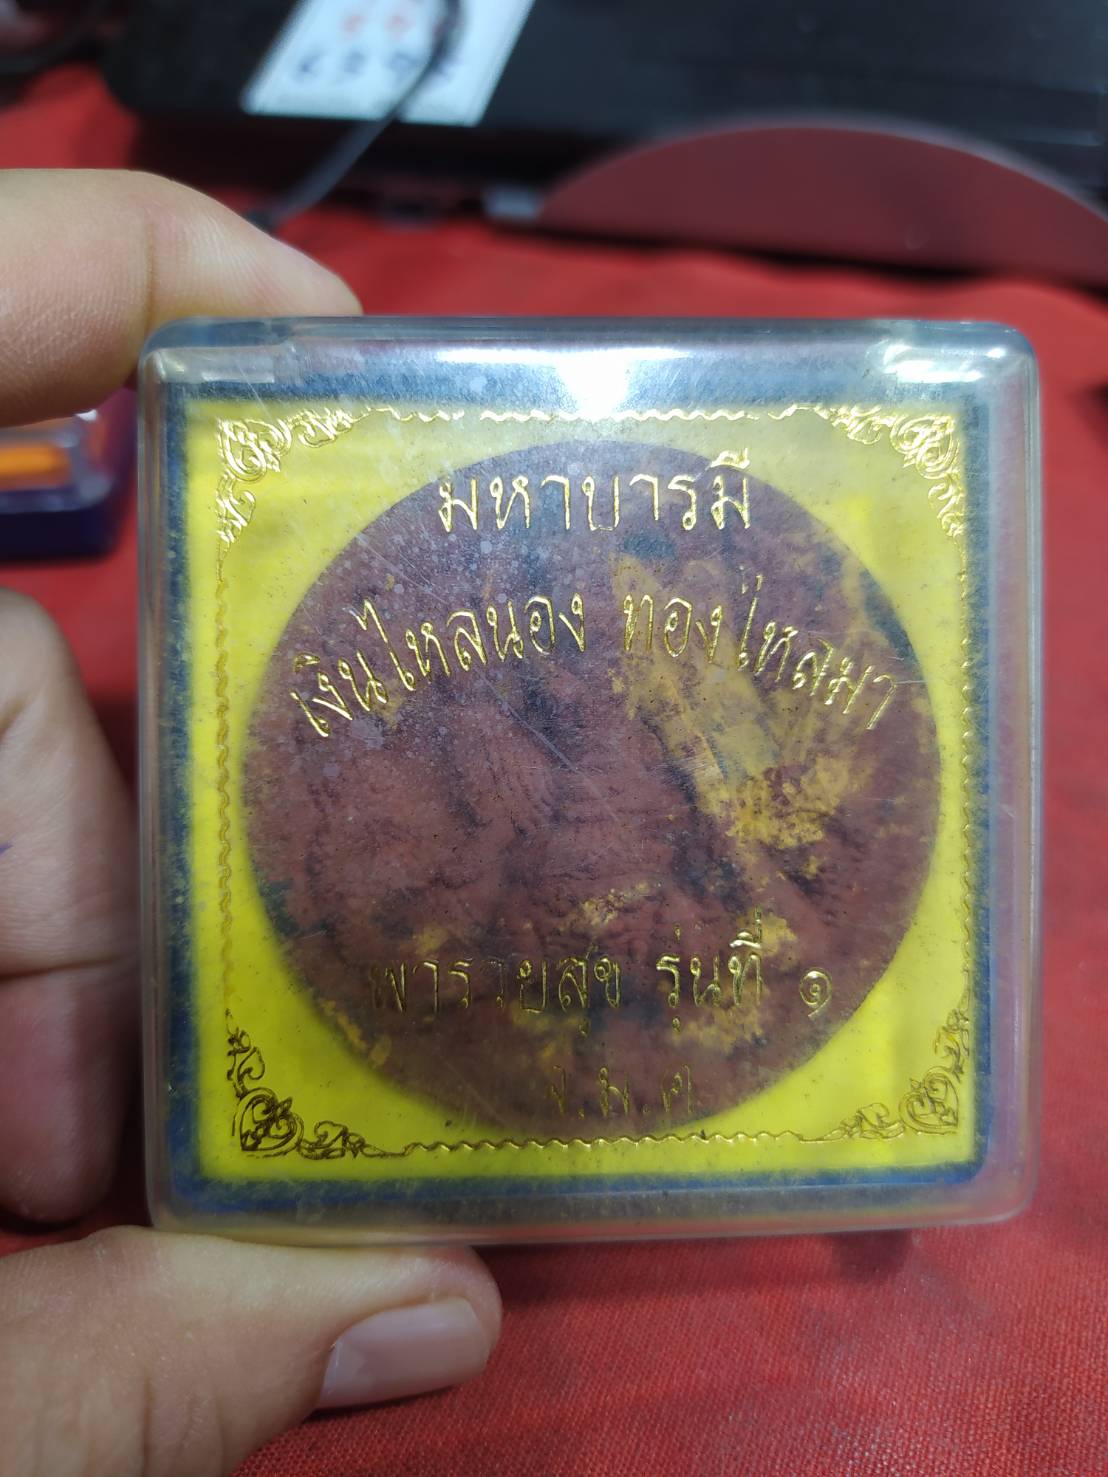 มหาบารมี
เงินไหลนอง ทองไหลมา
พารวยสุข รุ่นที่ ๑